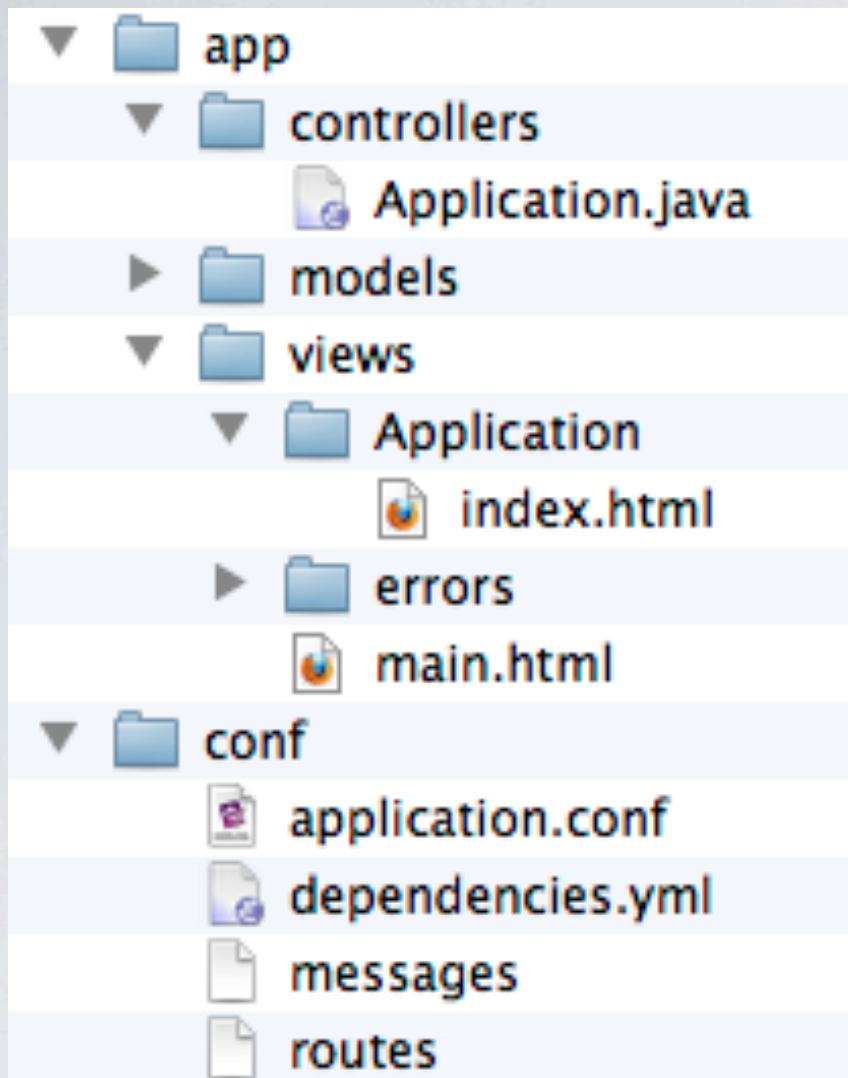 app
controllers
Application.java
models
views
Application
index.html
errors
main.html
conf
application.conf
dependencies.yml
messages
routes